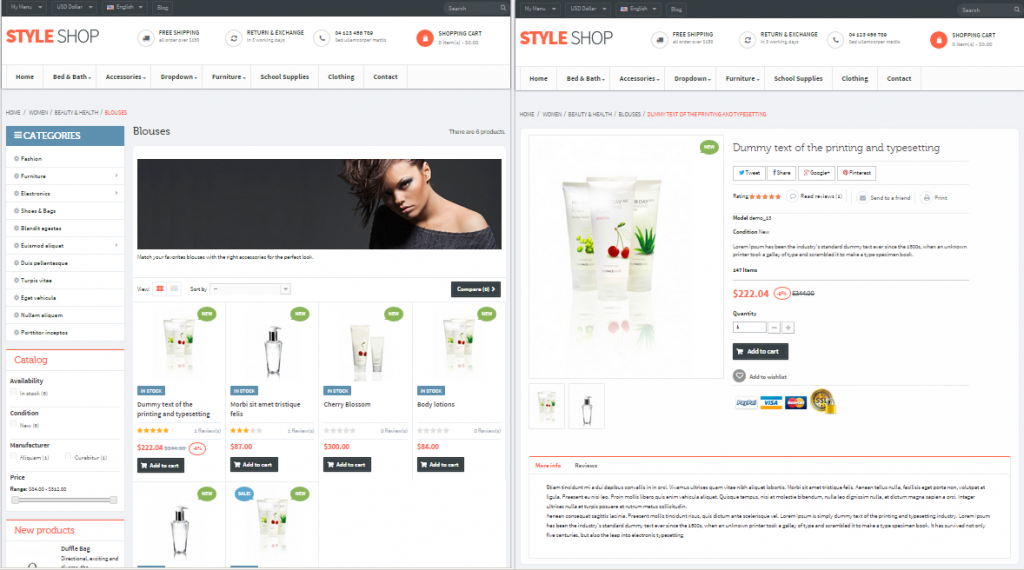 My Menu USD Dollar English Blog Search
STYLE SHOP
FREE SHIPPING
all order over $150
RETURN & EXCHANGE
in 5 working days
04 123 456 789
Sed ullamcorper mattis
SHOPPING CART
0 item(s) - $0.00
Home Bed & Bath Accessories Dropdown Furniture School Supplies Clothing Contact
HOME / WOMEN / BEAUTY & HEALTH / BLOUSES
CATEGORIES
Fashion
Furniture
Electronics
Shoes & Bags
Blandit egestas
Euismod aliquet
Duis pellentesque
Turpis vitae
Eget vehicula
Nullam aliquam
Porttitor inceptos
Catalog
Availability
In stock (6)
Condition
New (6)
Manufacturer
Aliquam (1) Curabitur (1)
Price
Range: $84.00 - $312.00
New products
Duffle Bag
Directional, exciting and
Blouses
There are 6 products.
Match your favorites blouses with the right accessories for the perfect look.
View: Sort by --
Compare (0)
NEW NEW NEW NEW
IN STOCK IN STOCK IN STOCK IN STOCK
Dummy text of the
printing and typesetting
Morbi sit amet tristique
felis
Cherry Blossom
Body lotions
1 Review(s) 1 Review(s) 0 Review(s) 0 Review(s)
$222.04 $344.00 $87.00 $300.00 $84.00
Add to cart Add to cart Add to cart Add to cart
NEW SALE! NEW
My Menu USD Dollar English Blog Search
STYLE SHOP
FREE SHIPPING
all order over $150
RETURN & EXCHANGE
in 5 working days
04 123 456 789
Sed ullamcorper mattis
SHOPPING CART
0 item(s) - $0.00
Home Bed & Bath Accessories Dropdown Furniture School Supplies Clothing Contact
HOME / WOMEN / BEAUTY & HEALTH / BLOUSES / DUMMY TEXT OF THE PRINTING AND TYPESETTING
NEW
Dummy text of the printing and typesetting
Tweet Share Google+ Pinterest
Rating Read reviews (1) Send to a friend Print
Model demo_13
Condition New
Lorem Ipsum has been the industry's standard dummy text ever since the 1500s, when an unknown
printer took a galley of type and scrambled it to make a type specimen book.
147 Items
$222.04 $344.00
Quantity
1
Add to cart
Add to wishlist
PayPal VISA MasterCard SSL
More info Reviews
Etiam tincidunt mi a dui dapibus convallis in in orci. Vivamus ultrices quam vitae nibh aliquet lobortis. Morbi sit amet tristique felis. Aenean tellus nulla, facilisis eget porta non, volutpat at
ligula. Praesent eu nisi leo. Proin mollis libero quis enim vehicula aliquet. Quisque tempus, nisi at molestie bibendum, nulla leo dignissim nulla, at dictum magna sapien a orci. Integer
ultrices nulla at turpis posuere at rutrum metus sollicitudin.
Aenean consequat sagittis lacinia. Praesent mollis tincidunt risus, quis dictum ante scelerisque vel. Lorem Ipsum is simply dummy text of the printing and typesetting industry. Lorem Ipsum
has been the industry's standard dummy text ever since the 1500s, when an unknown printer took a galley of type and scrambled it to make a type specimen book. It has survived not only
five centuries, but also the leap into electronic typesetting